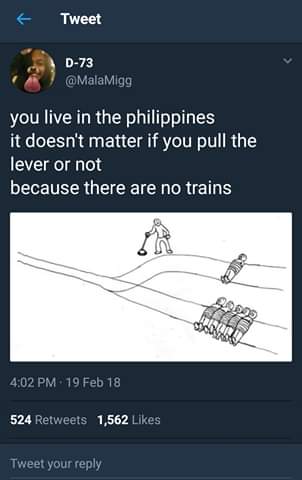 Tweet
D-73
@MalaMigg
you live in the philippines
it doesn't matter if you pull the
lever or not
because there are no trains
4:02 PM · 19 Feb 18
524 Retweets 1,562 Likes
Tweet your reply